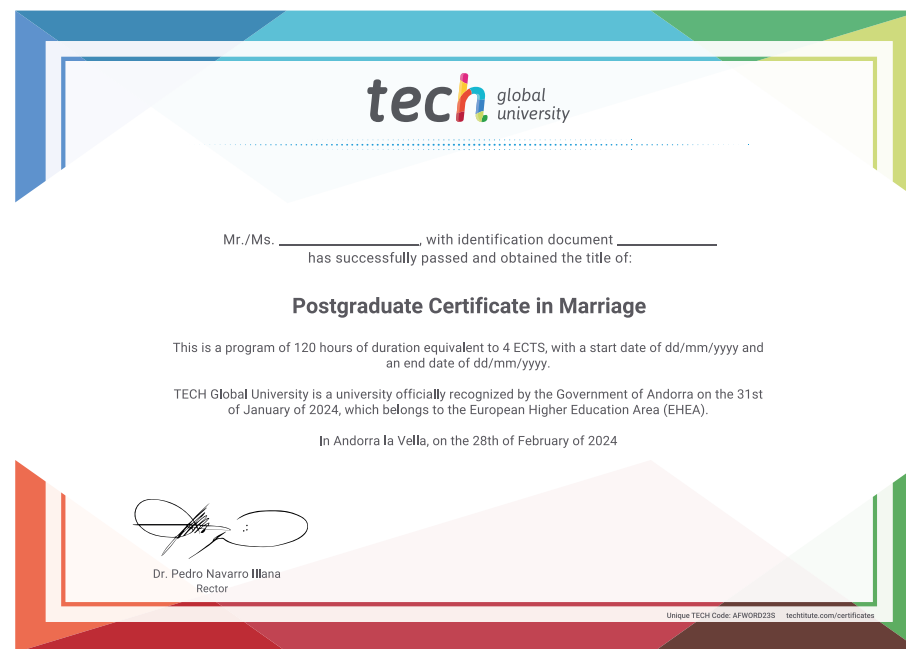 tech global university
Mr./Ms. ____________, with identification document ____________
has successfully passed and obtained the title of:
Postgraduate Certificate in Marriage
This is a program of 120 hours of duration equivalent to 4 ECTS, with a start date of dd/mm/yyyy and
an end date of dd/mm/yyyy.
TECH Global University is a university officially recognized by the Government of Andorra on the 31st
of January of 2024, which belongs to the European Higher Education Area (EHEA).
In Andorra la Vella, on the 28th of February of 2024
Dr. Pedro Navarro Illana
Rector
Unique TECH Code: AFWORD23S techtitute.com/certificates